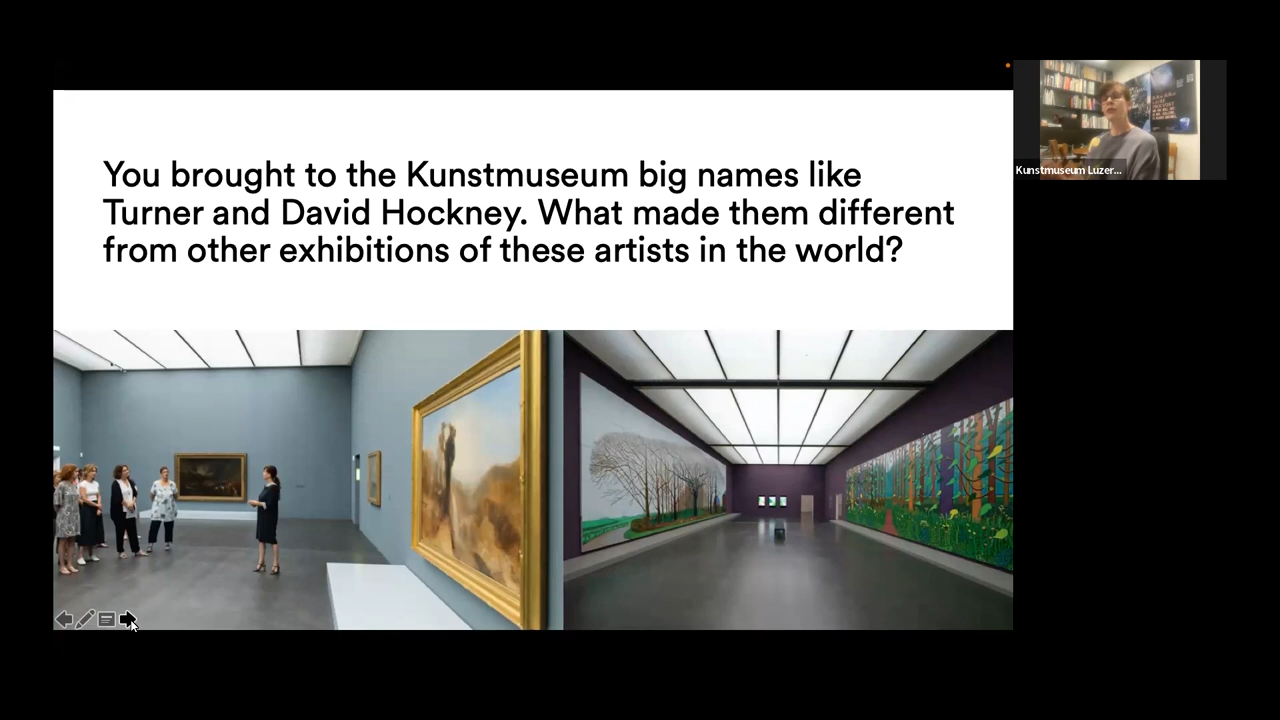 You brought to the Kunstmuseum big names like
Turner and David Hockney. What made them different
from other exhibitions of these artists in the world?
Kunstmuseum Luzer...